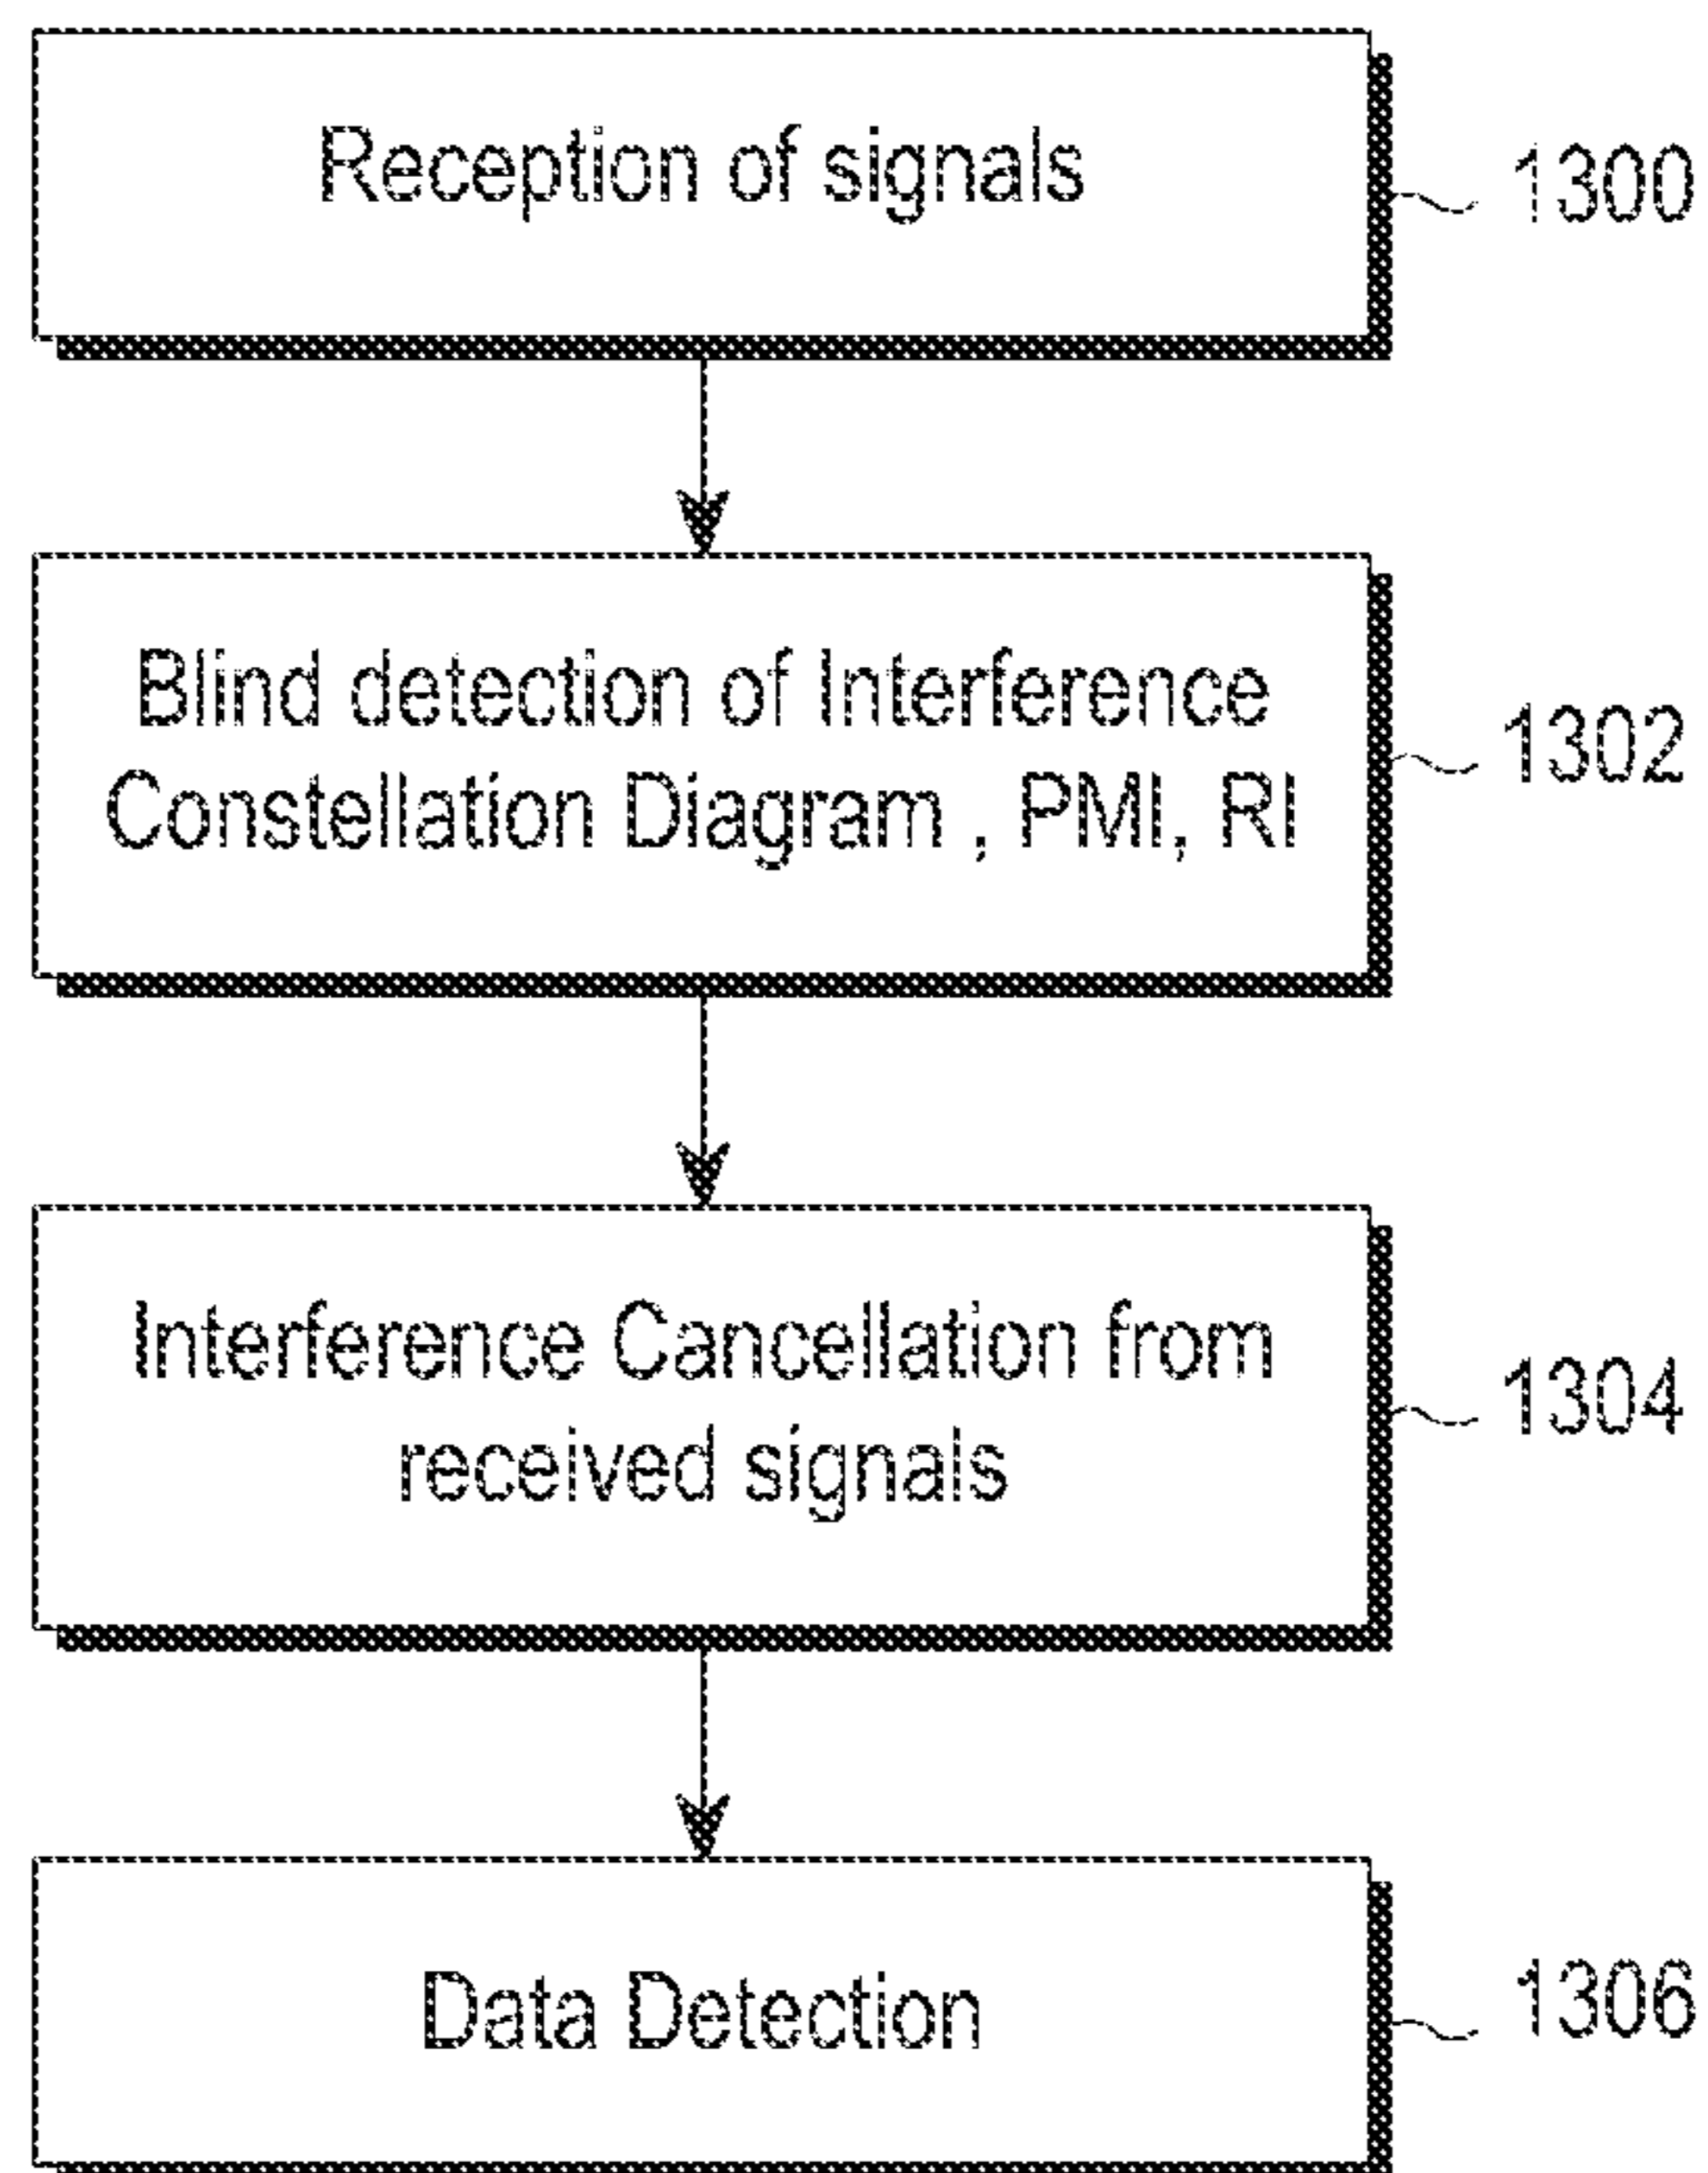 Reception of signals
1300
Blind detection of Interference
Constellation Diagram , PMI, RI
1302
Interference Cancellation from
received signals
1304
Data Detection
1306